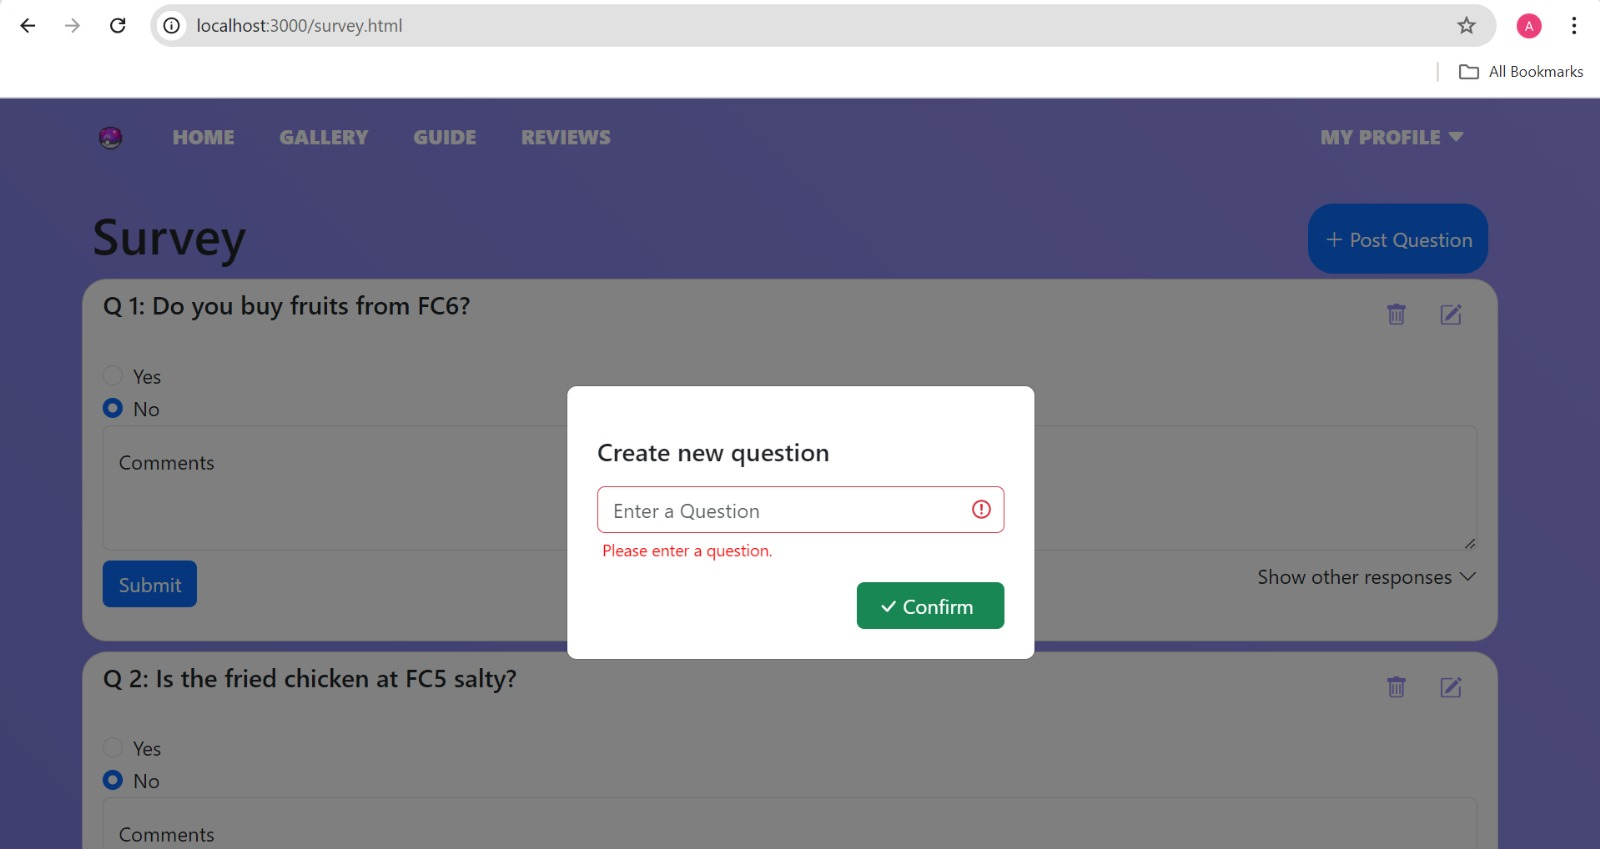 localhost:3000/survey.html
A
All Bookmarks
HOME GALLERY GUIDE REVIEWS MY PROFILE
Survey
+ Post Question
Q 1: Do you buy fruits from FC6?
Yes
No
Comments
Submit
Show other responses
Create new question
Enter a Question
Please enter a question.
Confirm
Q 2: Is the fried chicken at FC5 salty?
Yes
No
Comments